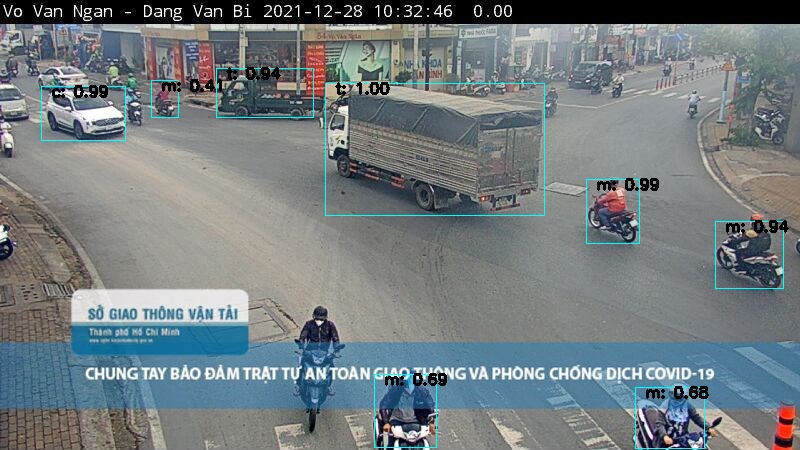 Vo Van Ngan - Dang Van Bi 2021-12-28 10:32:46 0.00
c: 0.99
m: 0.41
t: 0.94
t: 1.00
m: 0.99
m: 0.94
SỞ GIAO THÔNG VẬN TẢI
Thành phố Hồ Chí Minh
CHUNG TAY BẢO ĐẢM TRẬT TỰ AN TOÀN GIAO THÔNG VÀ PHÒNG CHỐNG DỊCH COVID-19
m: 0.69
m: 0.68